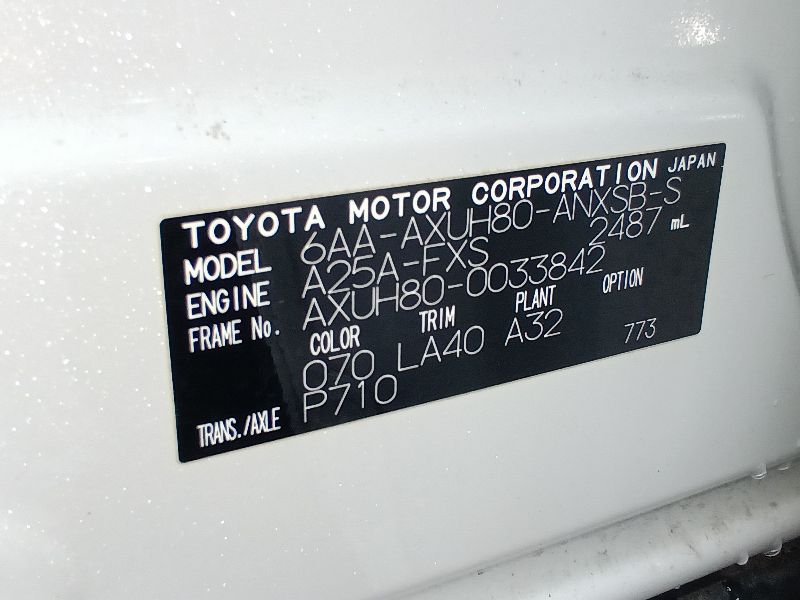 TOYOTA MOTOR CORPORATION JAPAN
MODEL 6AA-AXUH80-ANXSB-S
ENGINE A25A-FXS 2487 mL
FRAME No. AXUH80-0033842
COLOR TRIM PLANT OPTION
070 LA40 A32 773
TRANS./AXLE P710